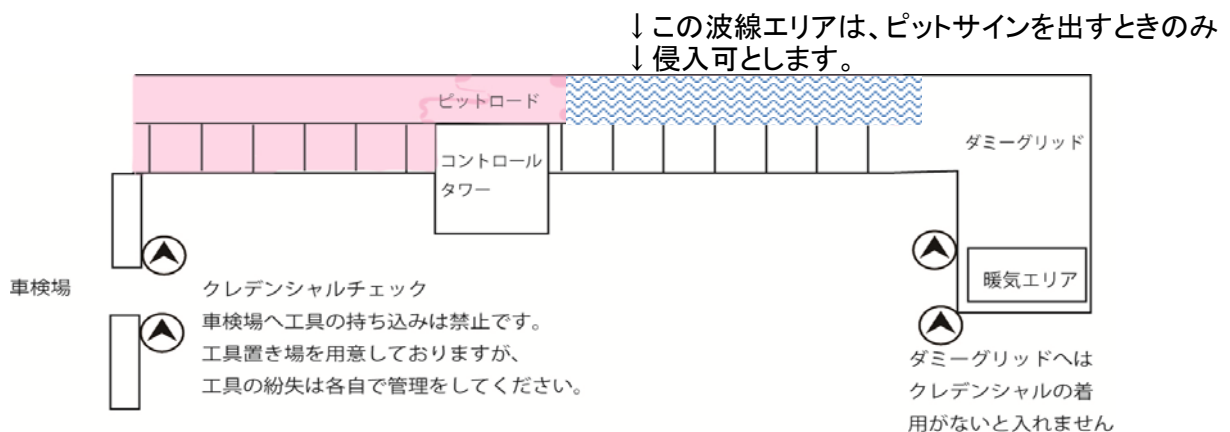 ↓この波線エリアは、ピットサインを出すときのみ
↓侵入可とします。
ピットロード
コントロール
タワー
ダミーグリッド
暖気エリア
車検場
クレデンシャルチェック
車検場へ工具の持ち込みは禁止です。
工具置き場を用意しておりますが、
工具の紛失は各自で管理をしてください。
ダミーグリッドへは
クレデンシャルの着
用がないと入れません